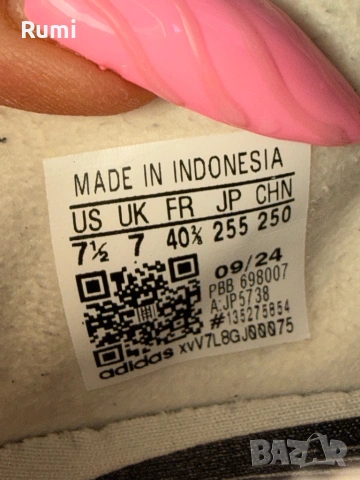 Rumi
MADE IN INDONESIA
US UK FR JP CHN
7½ 7 40⅔ 255 250
09/24
PBB 698007
A:JP5738
#135275854
adidas xvV7L8GJ00075
BAZAR
bg